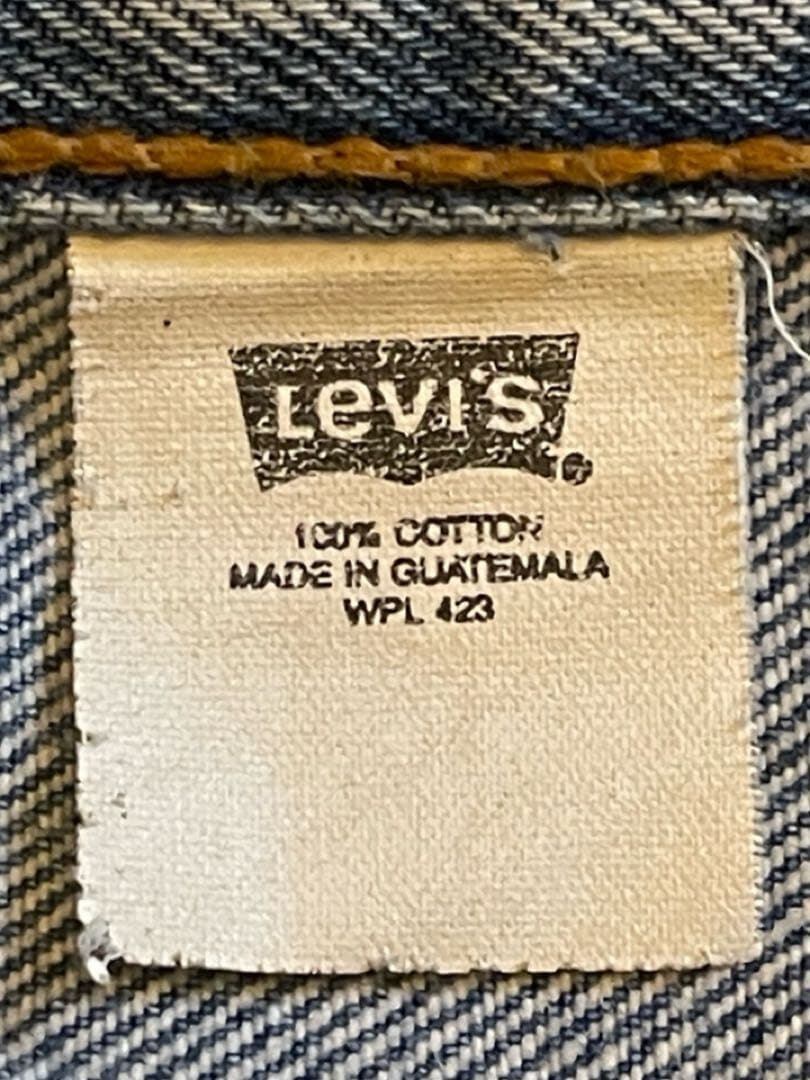 Levi's ®
100% COTTON
MADE IN GUATEMALA
WPL 423